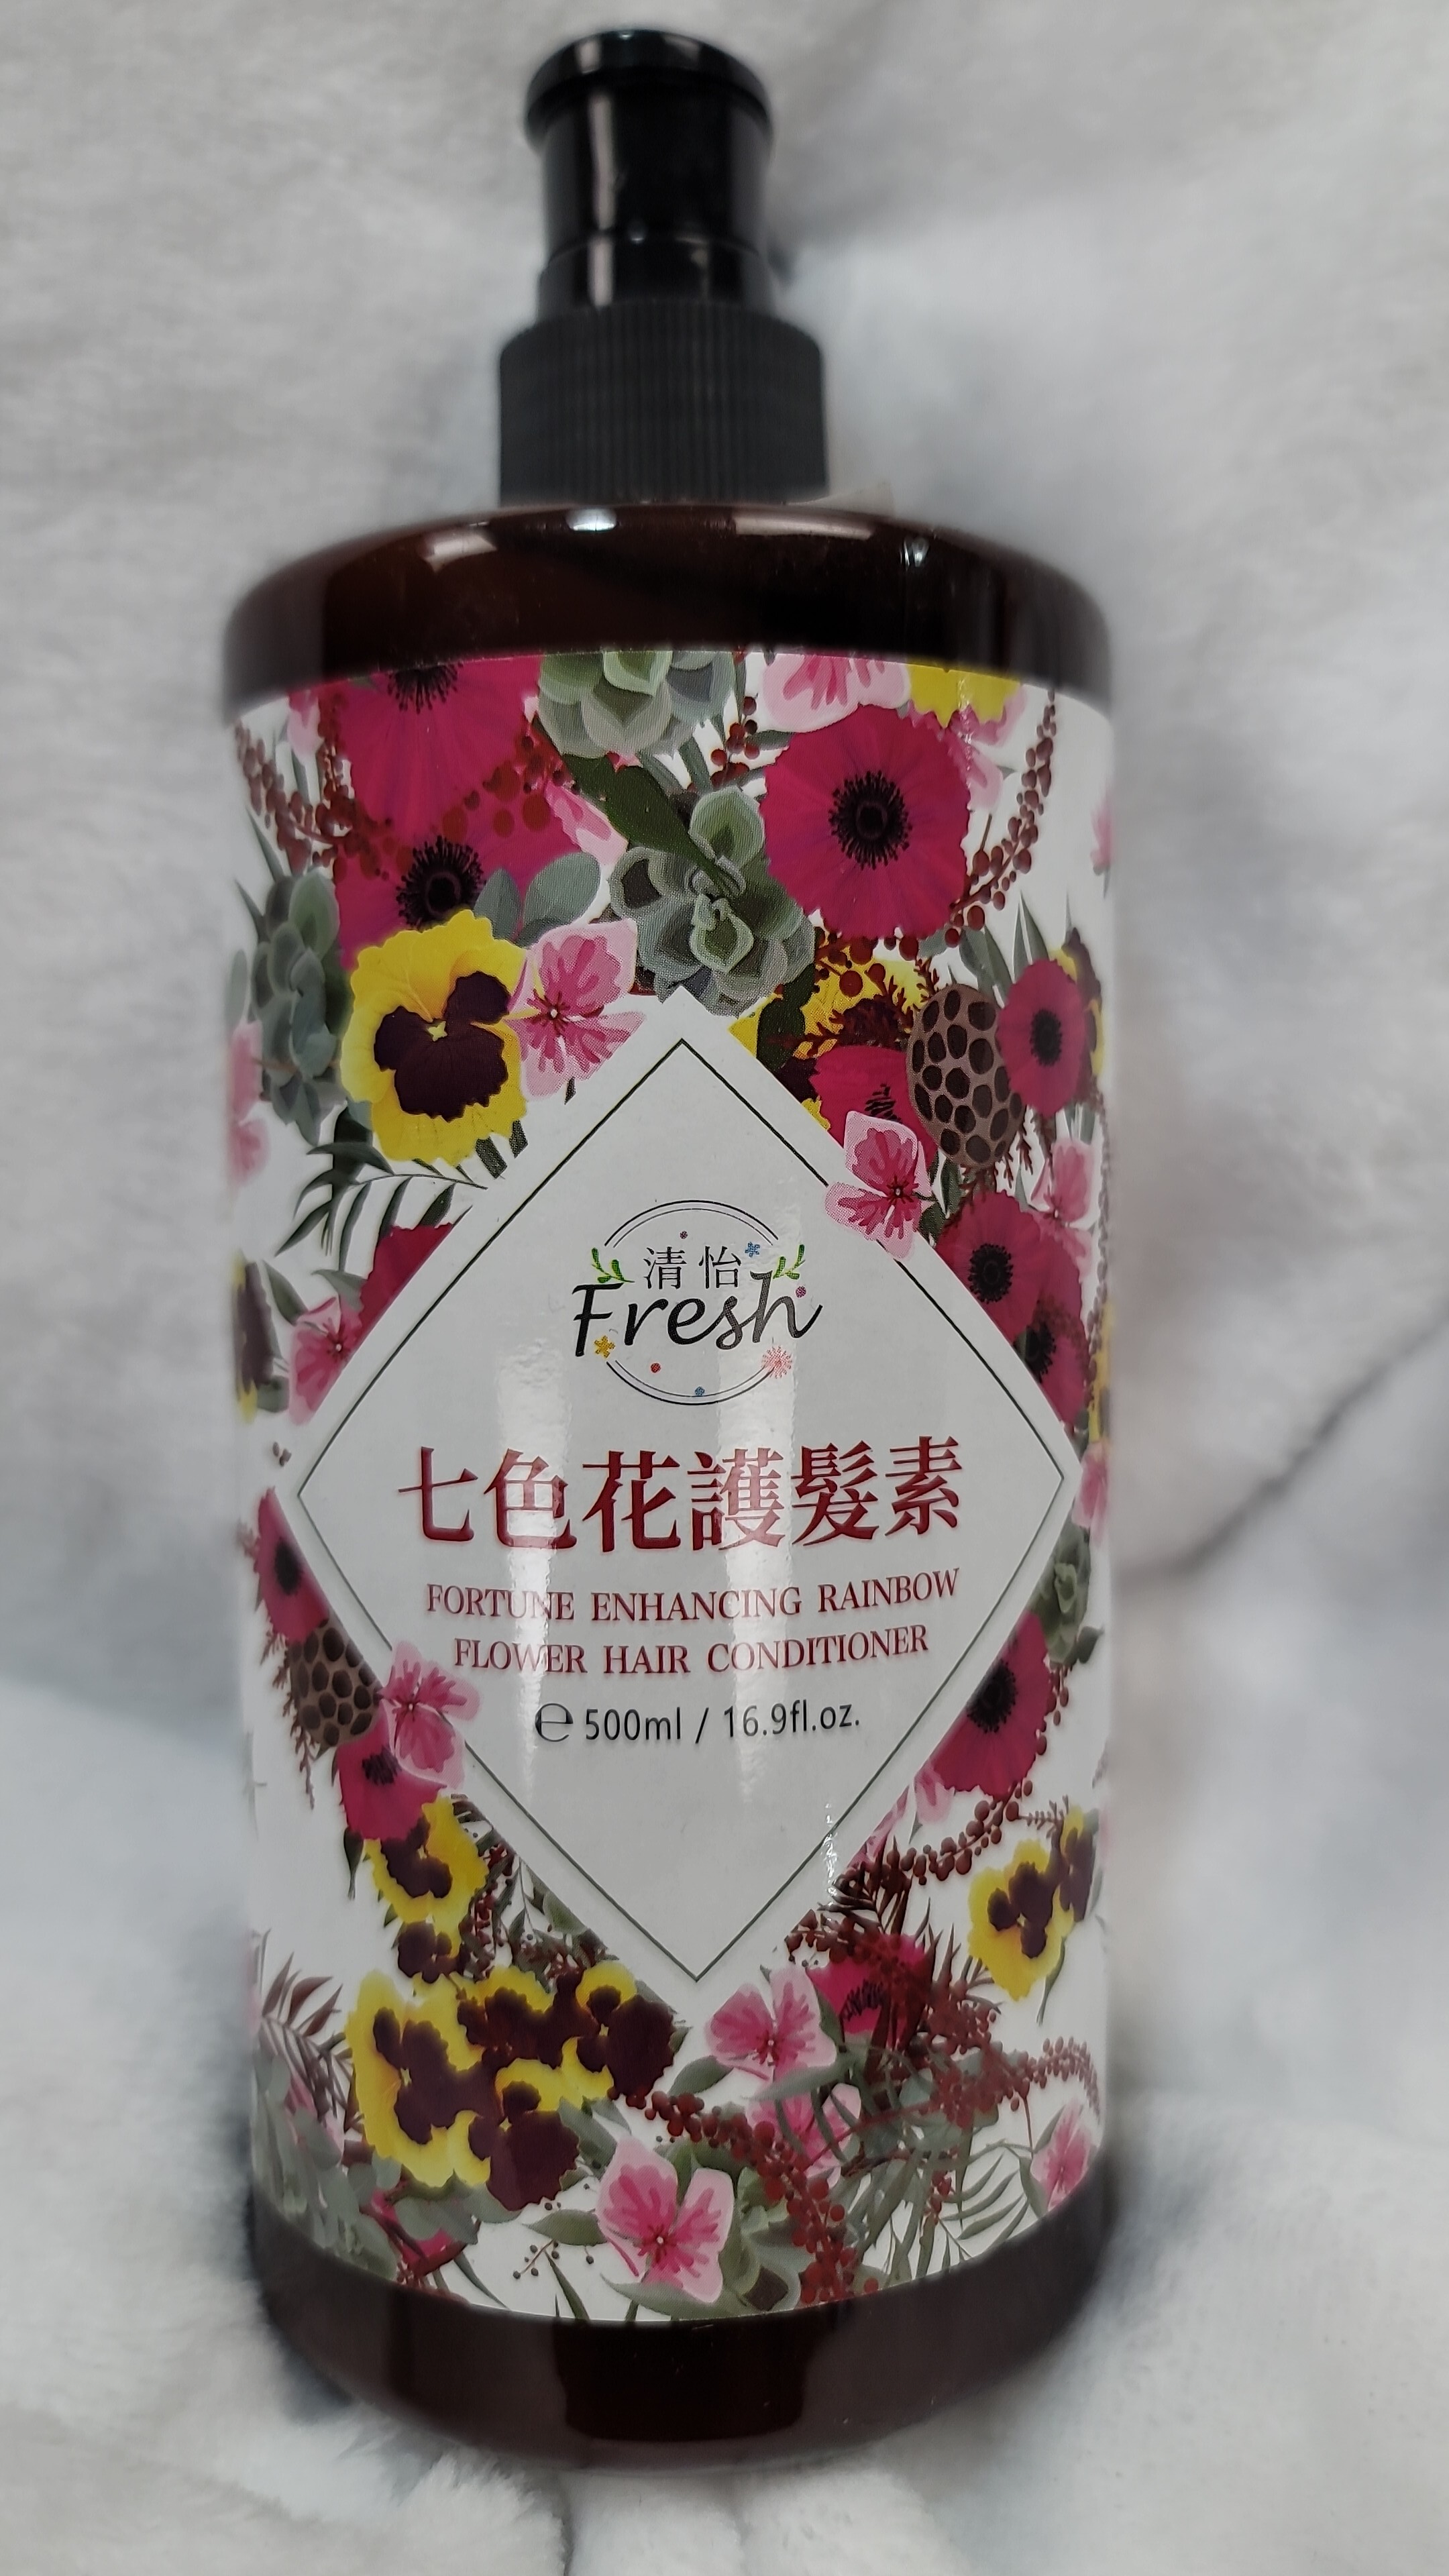 清怡
Fresh
七色花護髮素
FORTUNE ENHANCING RAINBOW
FLOWER HAIR CONDITIONER
℮500ml / 16.9fl.oz.